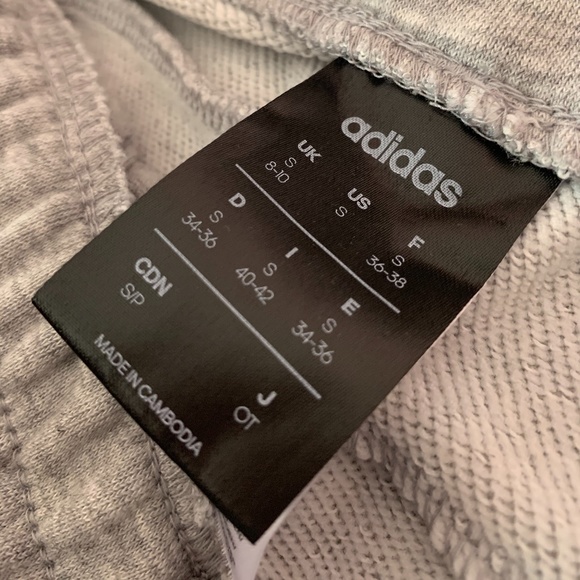 adidas
UK US F
S S S
8-10 36-38
D I E
S S S
34-36 40-42 34-36
CDN J
S/P OT
MADE IN CAMBODIA